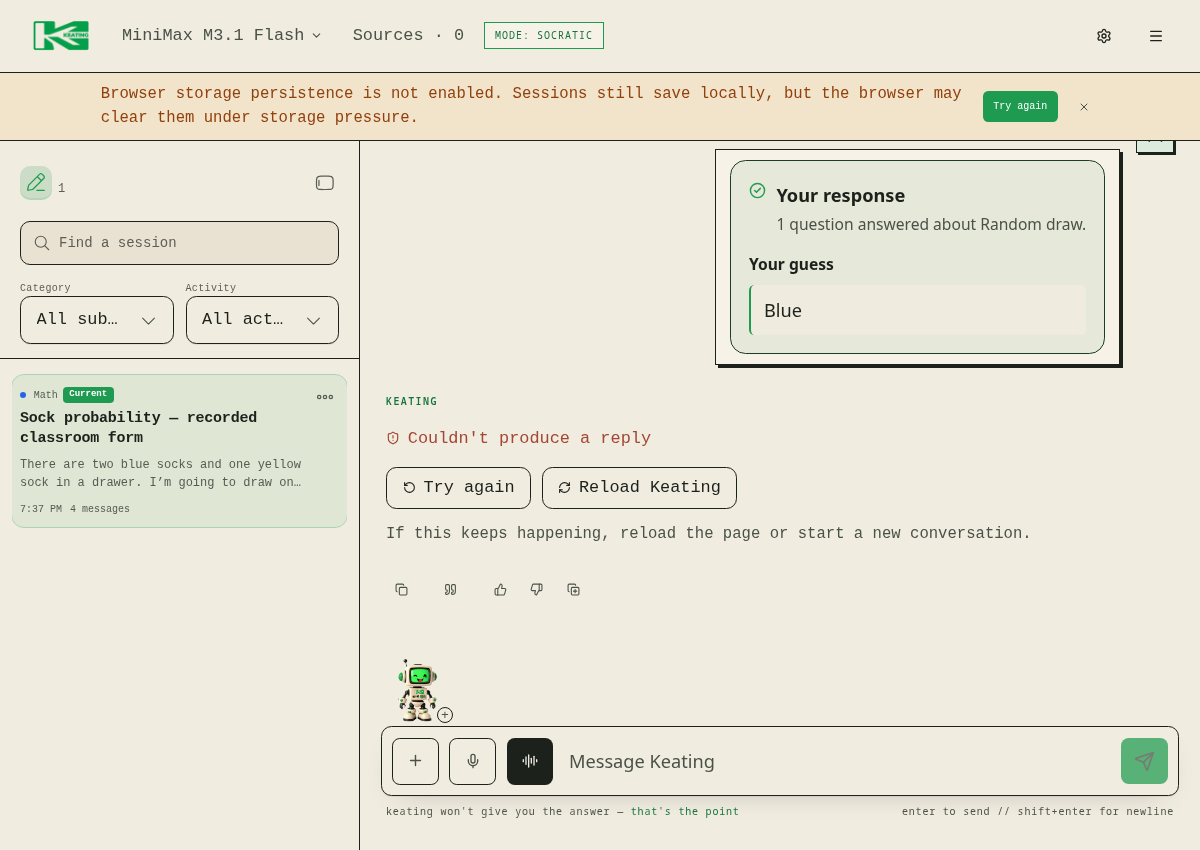 KEATING
MiniMax M3.1 Flash
Sources · 0
MODE: SOCRATIC
Browser storage persistence is not enabled. Sessions still save locally, but the browser may
clear them under storage pressure.
Try again
1
Find a session
Category
Activity
All sub…
All act…
Math
Current
Sock probability — recorded
classroom form
There are two blue socks and one yellow
sock in a drawer. I’m going to draw on…
7:37 PM
4 messages
Your response
1 question answered about Random draw.
Your guess
Blue
KEATING
Couldn't produce a reply
Try again
Reload Keating
If this keeps happening, reload the page or start a new conversation.
Message Keating
keating won't give you the answer — that's the point
enter to send // shift+enter for newline